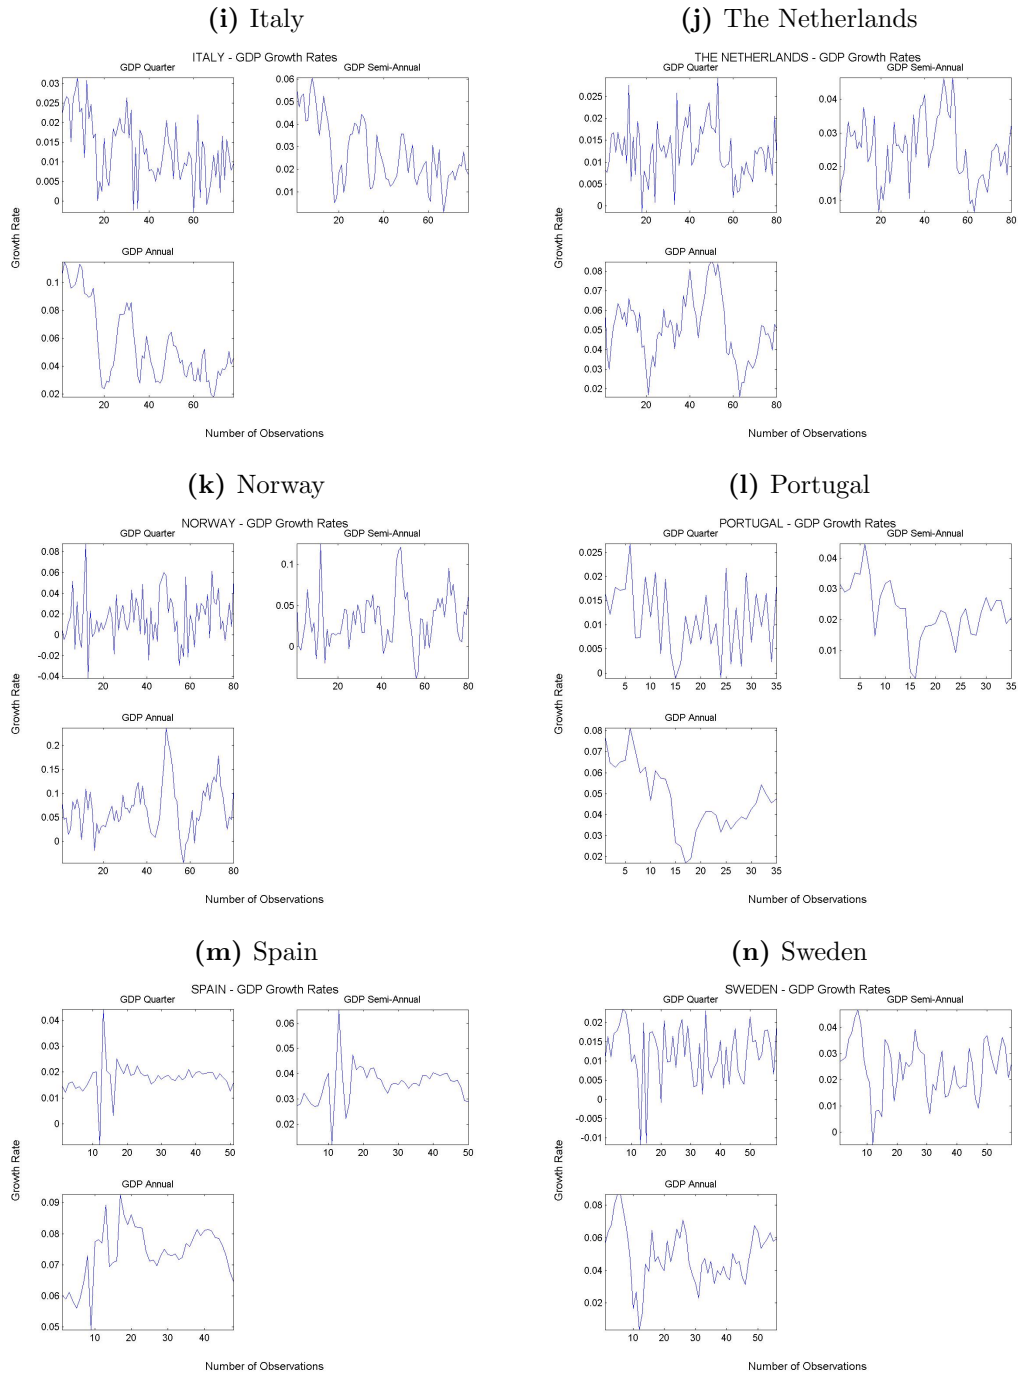 (i) Italy
ITALY - GDP Growth Rates
GDP Quarter
0.03
0.025
0.02
0.015
0.01
0.005
0
20 40 60
GDP Semi-Annual
0.06
0.05
0.04
0.03
0.02
0.01
20 40 60
GDP Annual
0.1
0.08
0.06
0.04
0.02
20 40 60
Growth Rate
Number of Observations
(j) The Netherlands
THE NETHERLANDS - GDP Growth Rates
GDP Quarter
0.025
0.02
0.015
0.01
0.005
0
20 40 60 80
GDP Semi-Annual
0.04
0.03
0.02
0.01
20 40 60 80
GDP Annual
0.08
0.07
0.06
0.05
0.04
0.03
0.02
20 40 60 80
Growth Rate
Number of Observations
(k) Norway
NORWAY - GDP Growth Rates
GDP Quarter
0.08
0.06
0.04
0.02
0
-0.02
-0.04
20 40 60 80
GDP Semi-Annual
0.1
0.05
0
20 40 60 80
GDP Annual
0.2
0.15
0.1
0.05
0
20 40 60 80
Growth Rate
Number of Observations
(l) Portugal
PORTUGAL - GDP Growth Rates
GDP Quarter
0.025
0.02
0.015
0.01
0.005
0
5 10 15 20 25 30 35
GDP Semi-Annual
0.04
0.03
0.02
0.01
5 10 15 20 25 30 35
GDP Annual
0.08
0.07
0.06
0.05
0.04
0.03
0.02
5 10 15 20 25 30 35
Growth Rate
Number of Observations
(m) Spain
SPAIN - GDP Growth Rates
GDP Quarter
0.04
0.03
0.02
0.01
0
10 20 30 40 50
GDP Semi-Annual
0.06
0.05
0.04
0.03
0.02
10 20 30 40 50
GDP Annual
0.09
0.08
0.07
0.06
0.05
10 20 30 40
Growth Rate
Number of Observations
(n) Sweden
SWEDEN - GDP Growth Rates
GDP Quarter
0.02
0.015
0.01
0.005
0
-0.005
-0.01
10 20 30 40 50
GDP Semi-Annual
0.04
0.03
0.02
0.01
0
10 20 30 40 50
GDP Annual
0.08
0.06
0.04
0.02
10 20 30 40 50
Growth Rate
Number of Observations